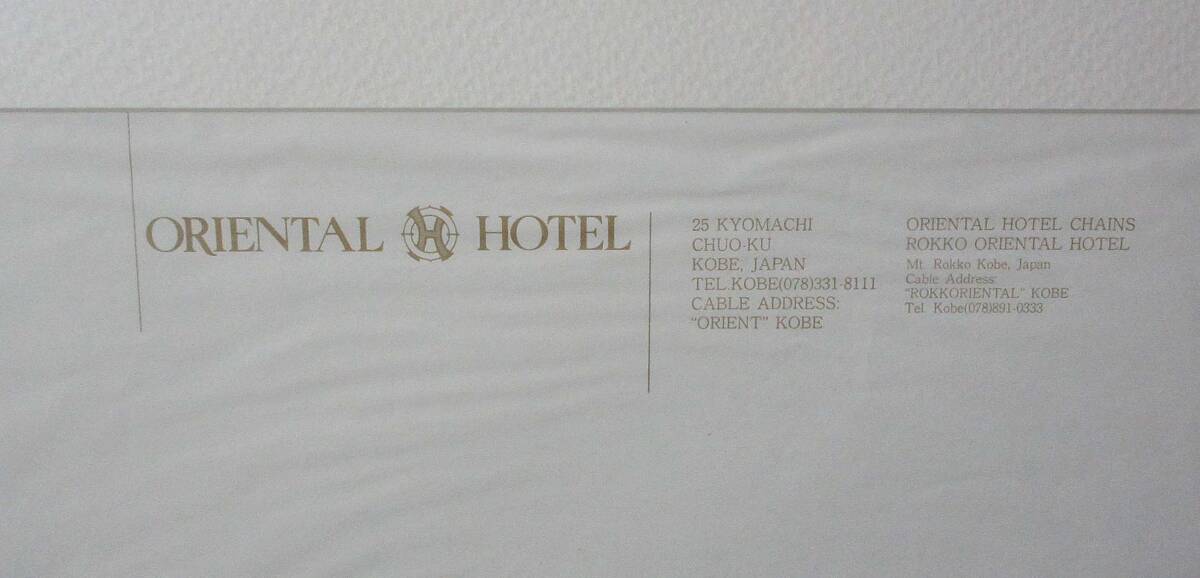 ORIENTAL H HOTEL
25 KYOMACHI
CHUO-KU
KOBE, JAPAN
TEL.KOBE(078)331-8111
CABLE ADDRESS:
"ORIENT" KOBE
ORIENTAL HOTEL CHAINS
ROKKO ORIENTAL HOTEL
Mt. Rokko Kobe, Japan
Cable Address:
"ROKKORIENTAL" KOBE
Tel. Kobe(078)891-0333